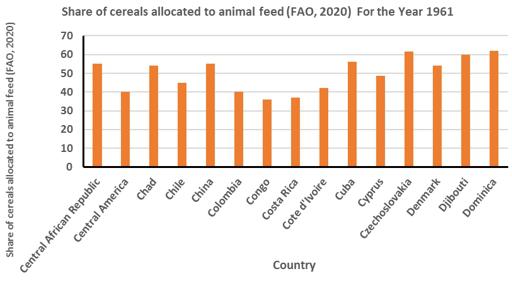 Share of cereals allocated to animal feed (FAO, 2020)  For the Year 1961
Share of cereals allocated to animal feed (FAO, 2020)
70
60
50
40
30
20
10
0
Central African Republic
Central America
Chad
Chile
China
Colombia
Congo
Costa Rica
Cote d'Ivoire
Cuba
Cyprus
Czechoslovakia
Denmark
Djibouti
Dominica
Country